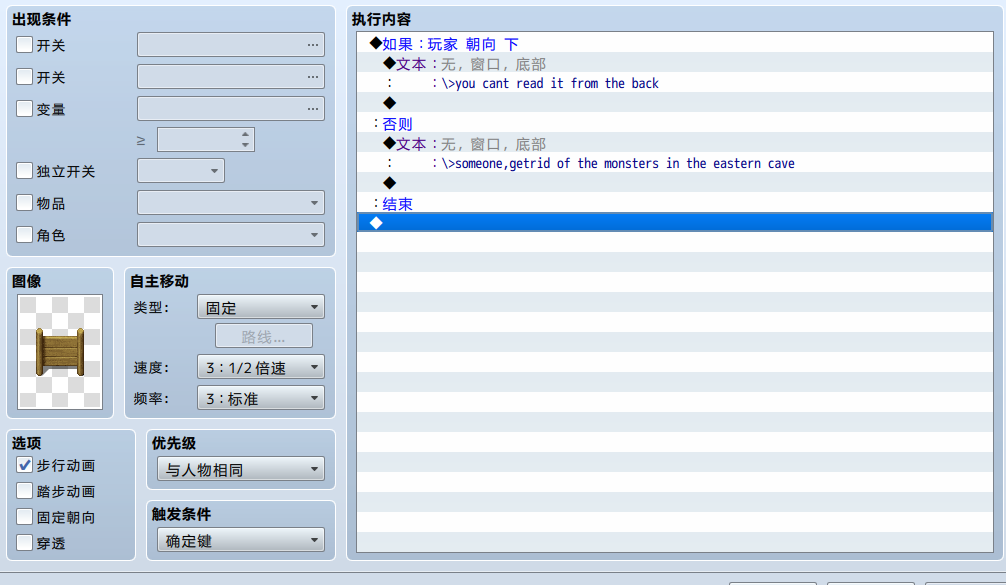 出现条件
开关
...
开关
...
变量
...
≥
独立开关
物品
角色
图像
自主移动
类型:
固定
路线...
速度:
3：1/2 倍速
频率:
3：标准
选项
步行动画
踏步动画
固定朝向
穿透
优先级
与人物相同
触发条件
确定键
执行内容
◆如果：玩家 朝向 下
◆文本：无, 窗口, 底部
：　　：\>you cant read it from the back
◆
：否则
◆文本：无, 窗口, 底部
：　　：\>someone,getrid of the monsters in the eastern cave
◆
：结束
◆